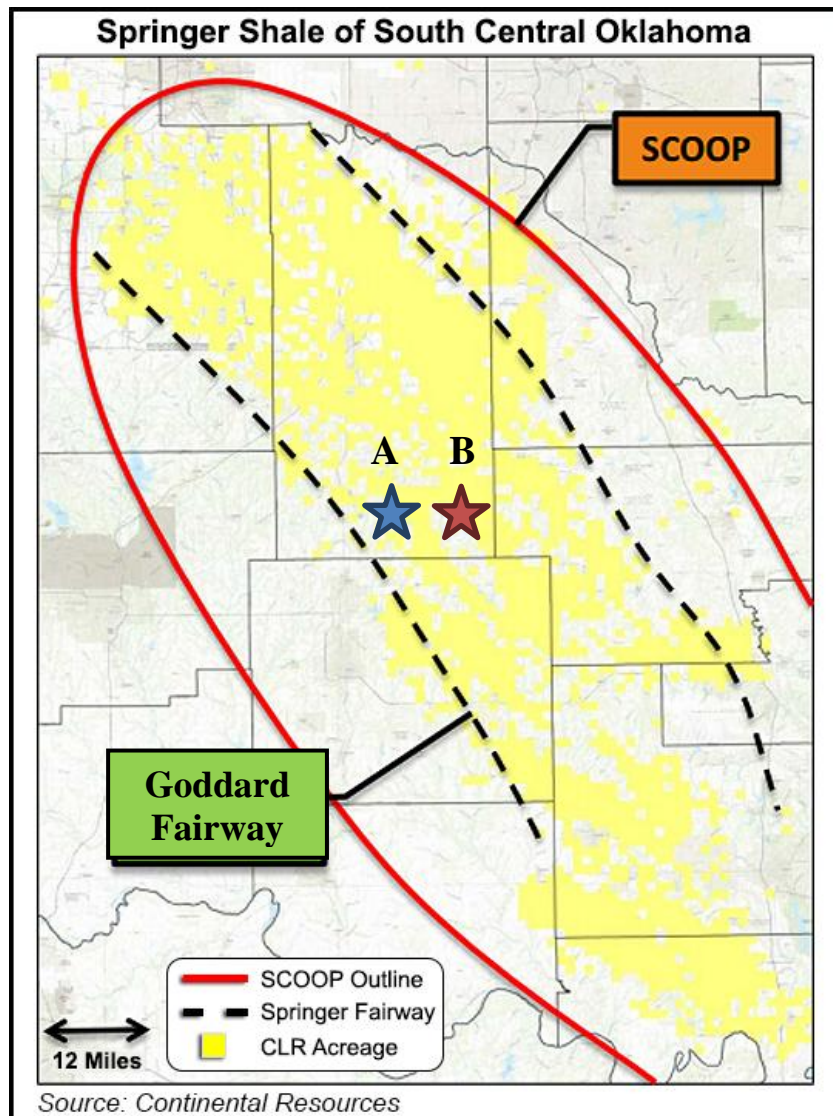 Springer Shale of South Central Oklahoma
SCOOP
A B
Goddard
Fairway
SCOOP Outline
Springer Fairway
CLR Acreage
12 Miles
Source: Continental Resources